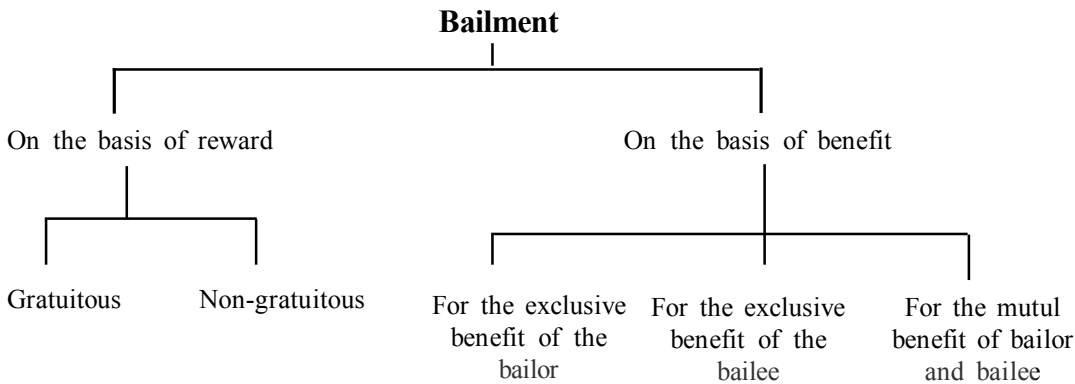 Bailment
On the basis of reward
On the basis of benefit
Gratuitous
Non-gratuitous
For the exclusive
benefit of the
bailor
For the exclusive
benefit of the
bailee
For the mutul
benefit of bailor
and bailee